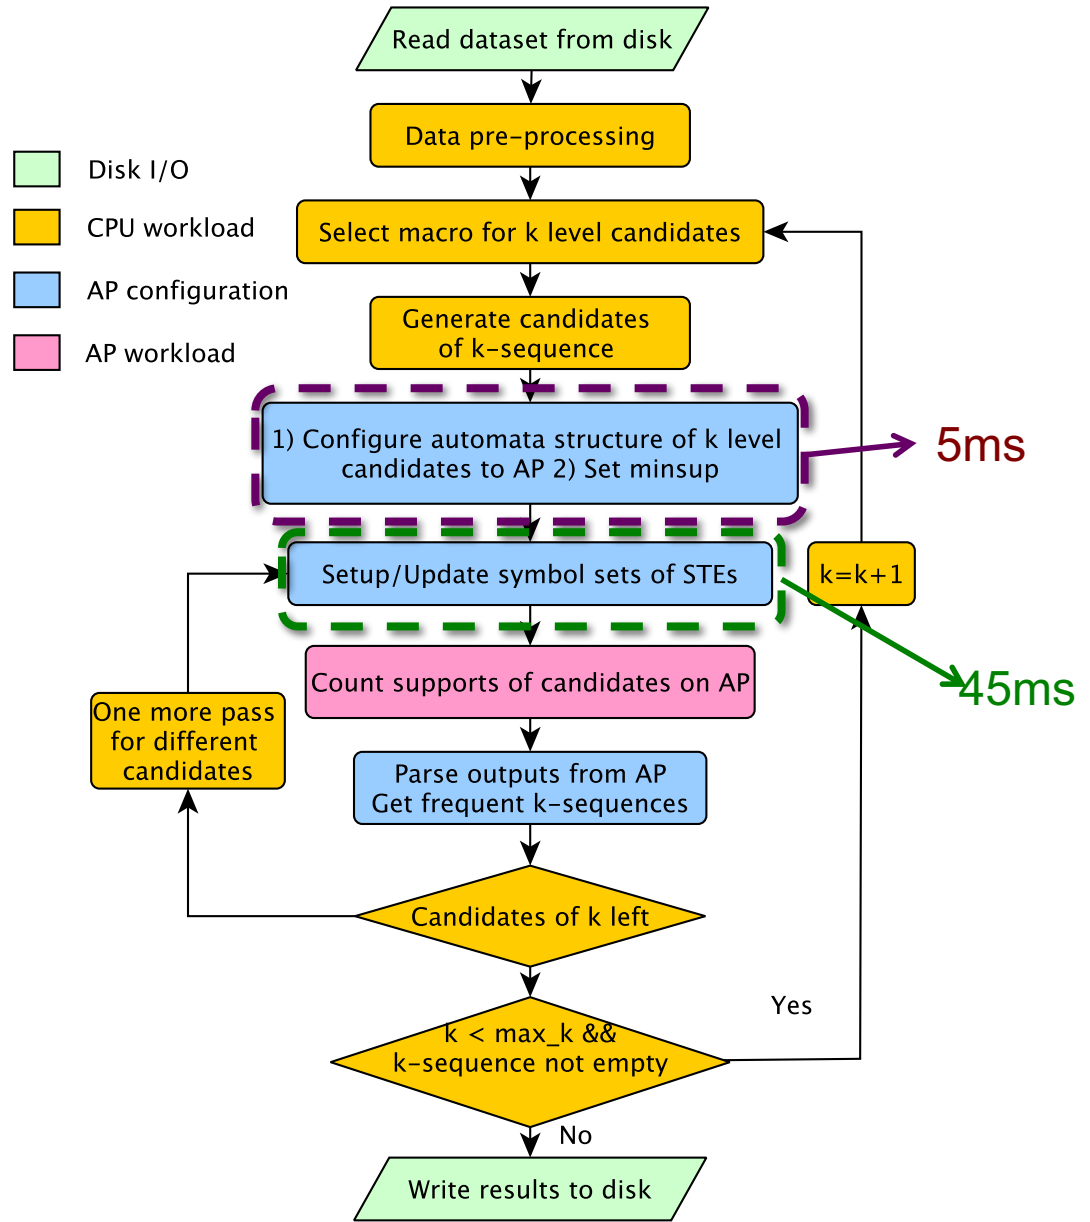 Read dataset from disk
Data pre-processing
Disk I/O
CPU workload
Select macro for k level candidates
AP configuration
Generate candidates
of k-sequence
AP workload
1) Configure automata structure of k level
candidates to AP 2) Set minsup
5ms
Setup/Update symbol sets of STEs
k=k+1
Count supports of candidates on AP
45ms
One more pass
for different
candidates
Parse outputs from AP
Get frequent k-sequences
Candidates of k left
Yes
k < max_k &&
k-sequence not empty
No
Write results to disk